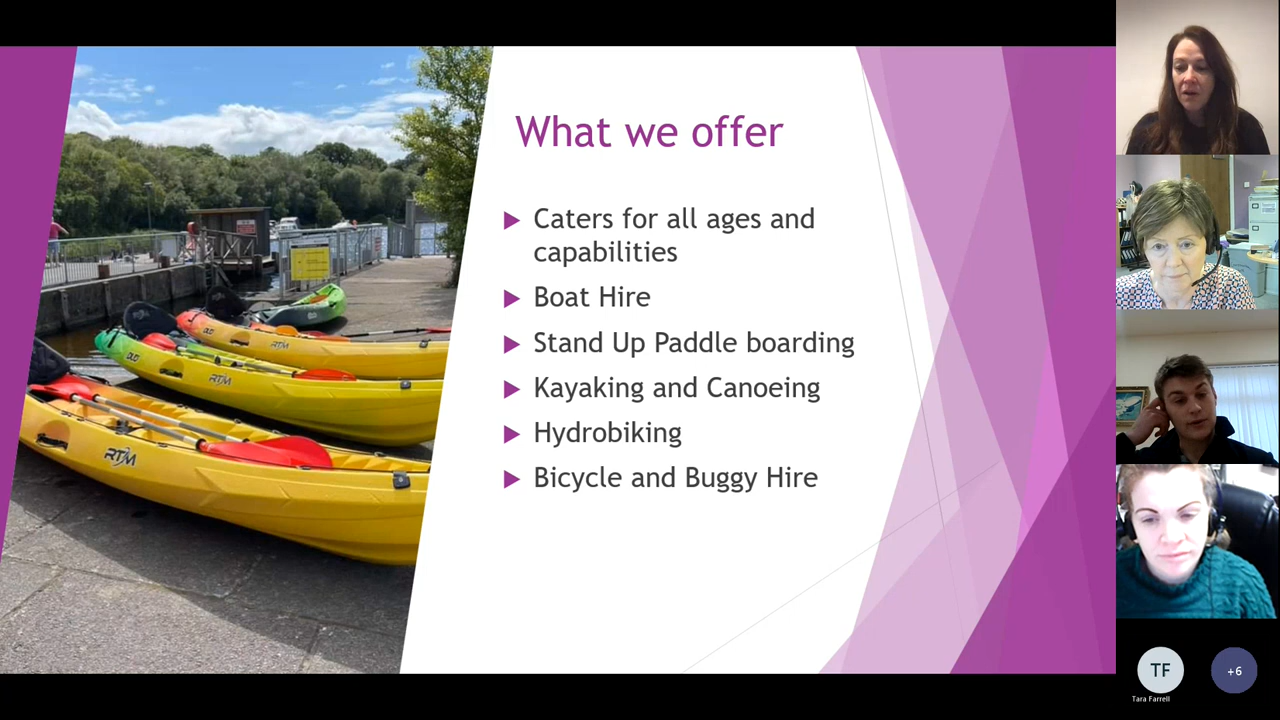 What we offer
Caters for all ages and
capabilities
Boat Hire
Stand Up Paddle boarding
Kayaking and Canoeing
Hydrobiking
Bicycle and Buggy Hire
RTM
RTM
RTM
TF
Tara Farrell
+6